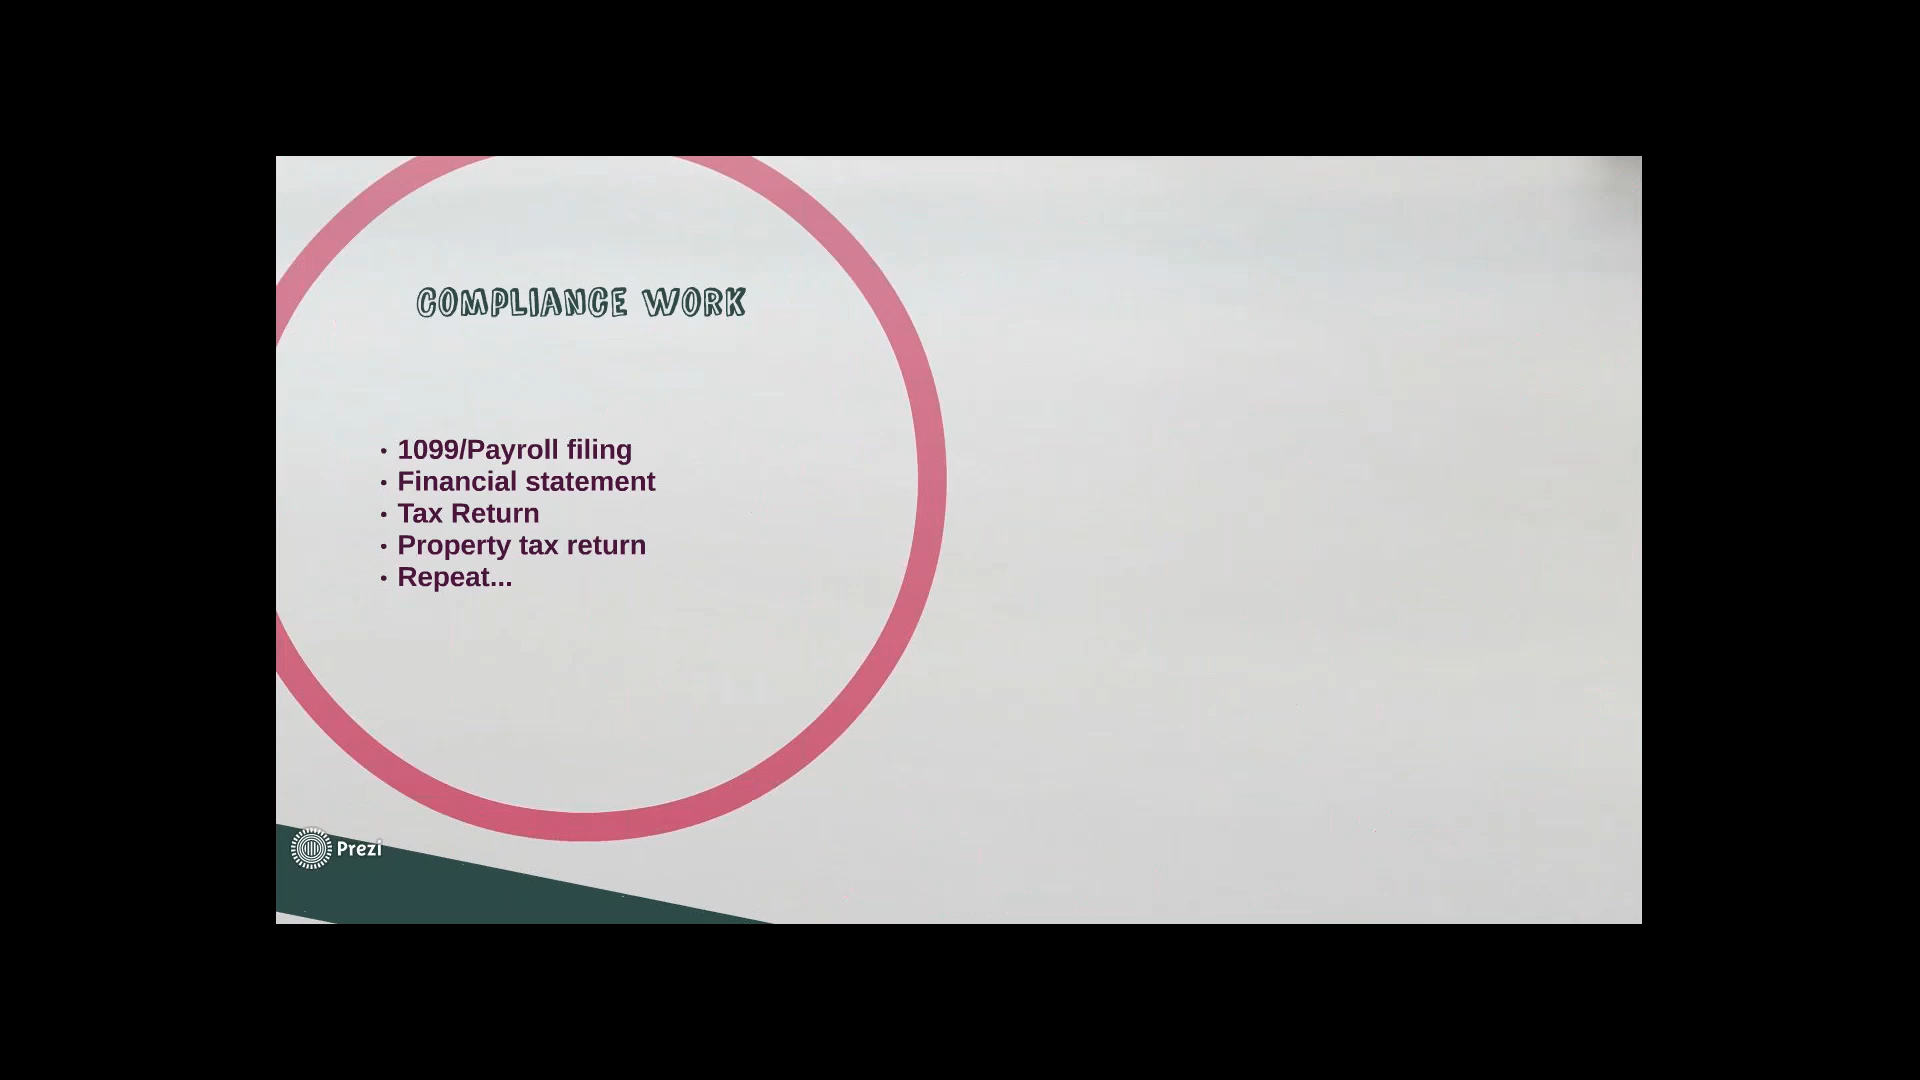 COMPLIANCE WORK
• 1099/Payroll filing
• Financial statement
• Tax Return
• Property tax return
• Repeat...
Prezi